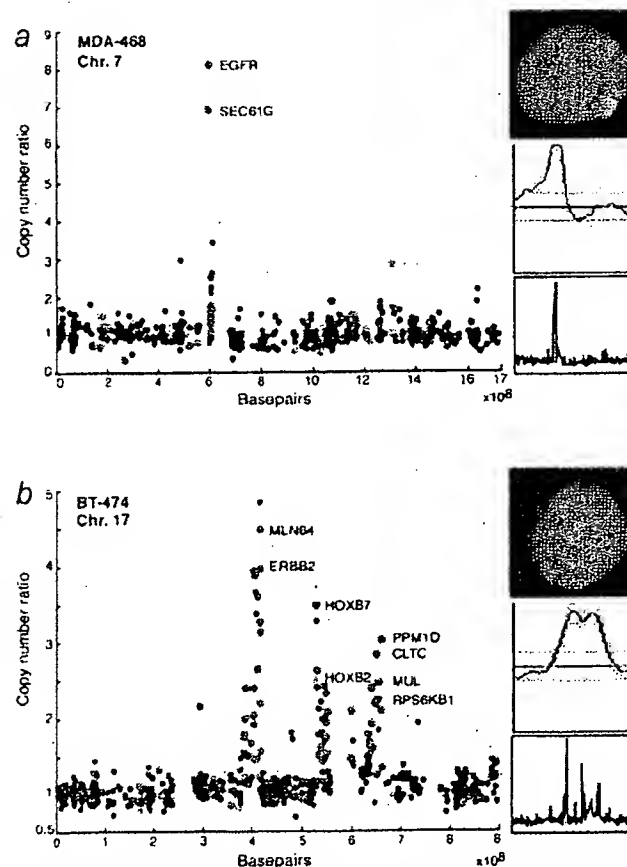 a
MDA-468
Chr. 7
EGFR
SEC61G
Copy number ratio
9
8
7
6
5
4
3
2
1
0
0 2 4 6 8 10 12 14 16 17
x10⁸
Basepairs
b
BT-474
Chr. 17
MLN64
ERBB2
HOXB7
PPM1D
CLTC
HOXB2
MUL
RPS6KB1
Copy number ratio
5
4
3
2
1
0.5
0 1 2 3 4 5 6 7 8 8
x10⁸
Basepairs